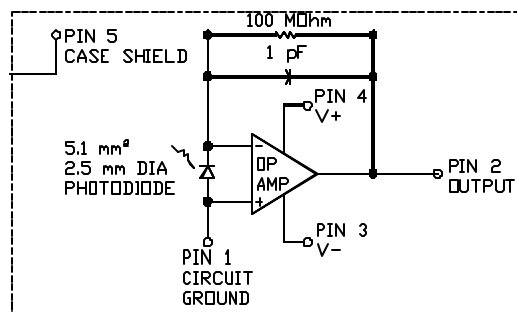 100 MOhm
PIN 5
CASE SHIELD
1 pF
PIN 4
V+
5.1 mm²
2.5 mm DIA
PHOTODIODE
-
OP
AMP
+
PIN 2
OUTPUT
PIN 3
V-
PIN 1
CIRCUIT
GROUND